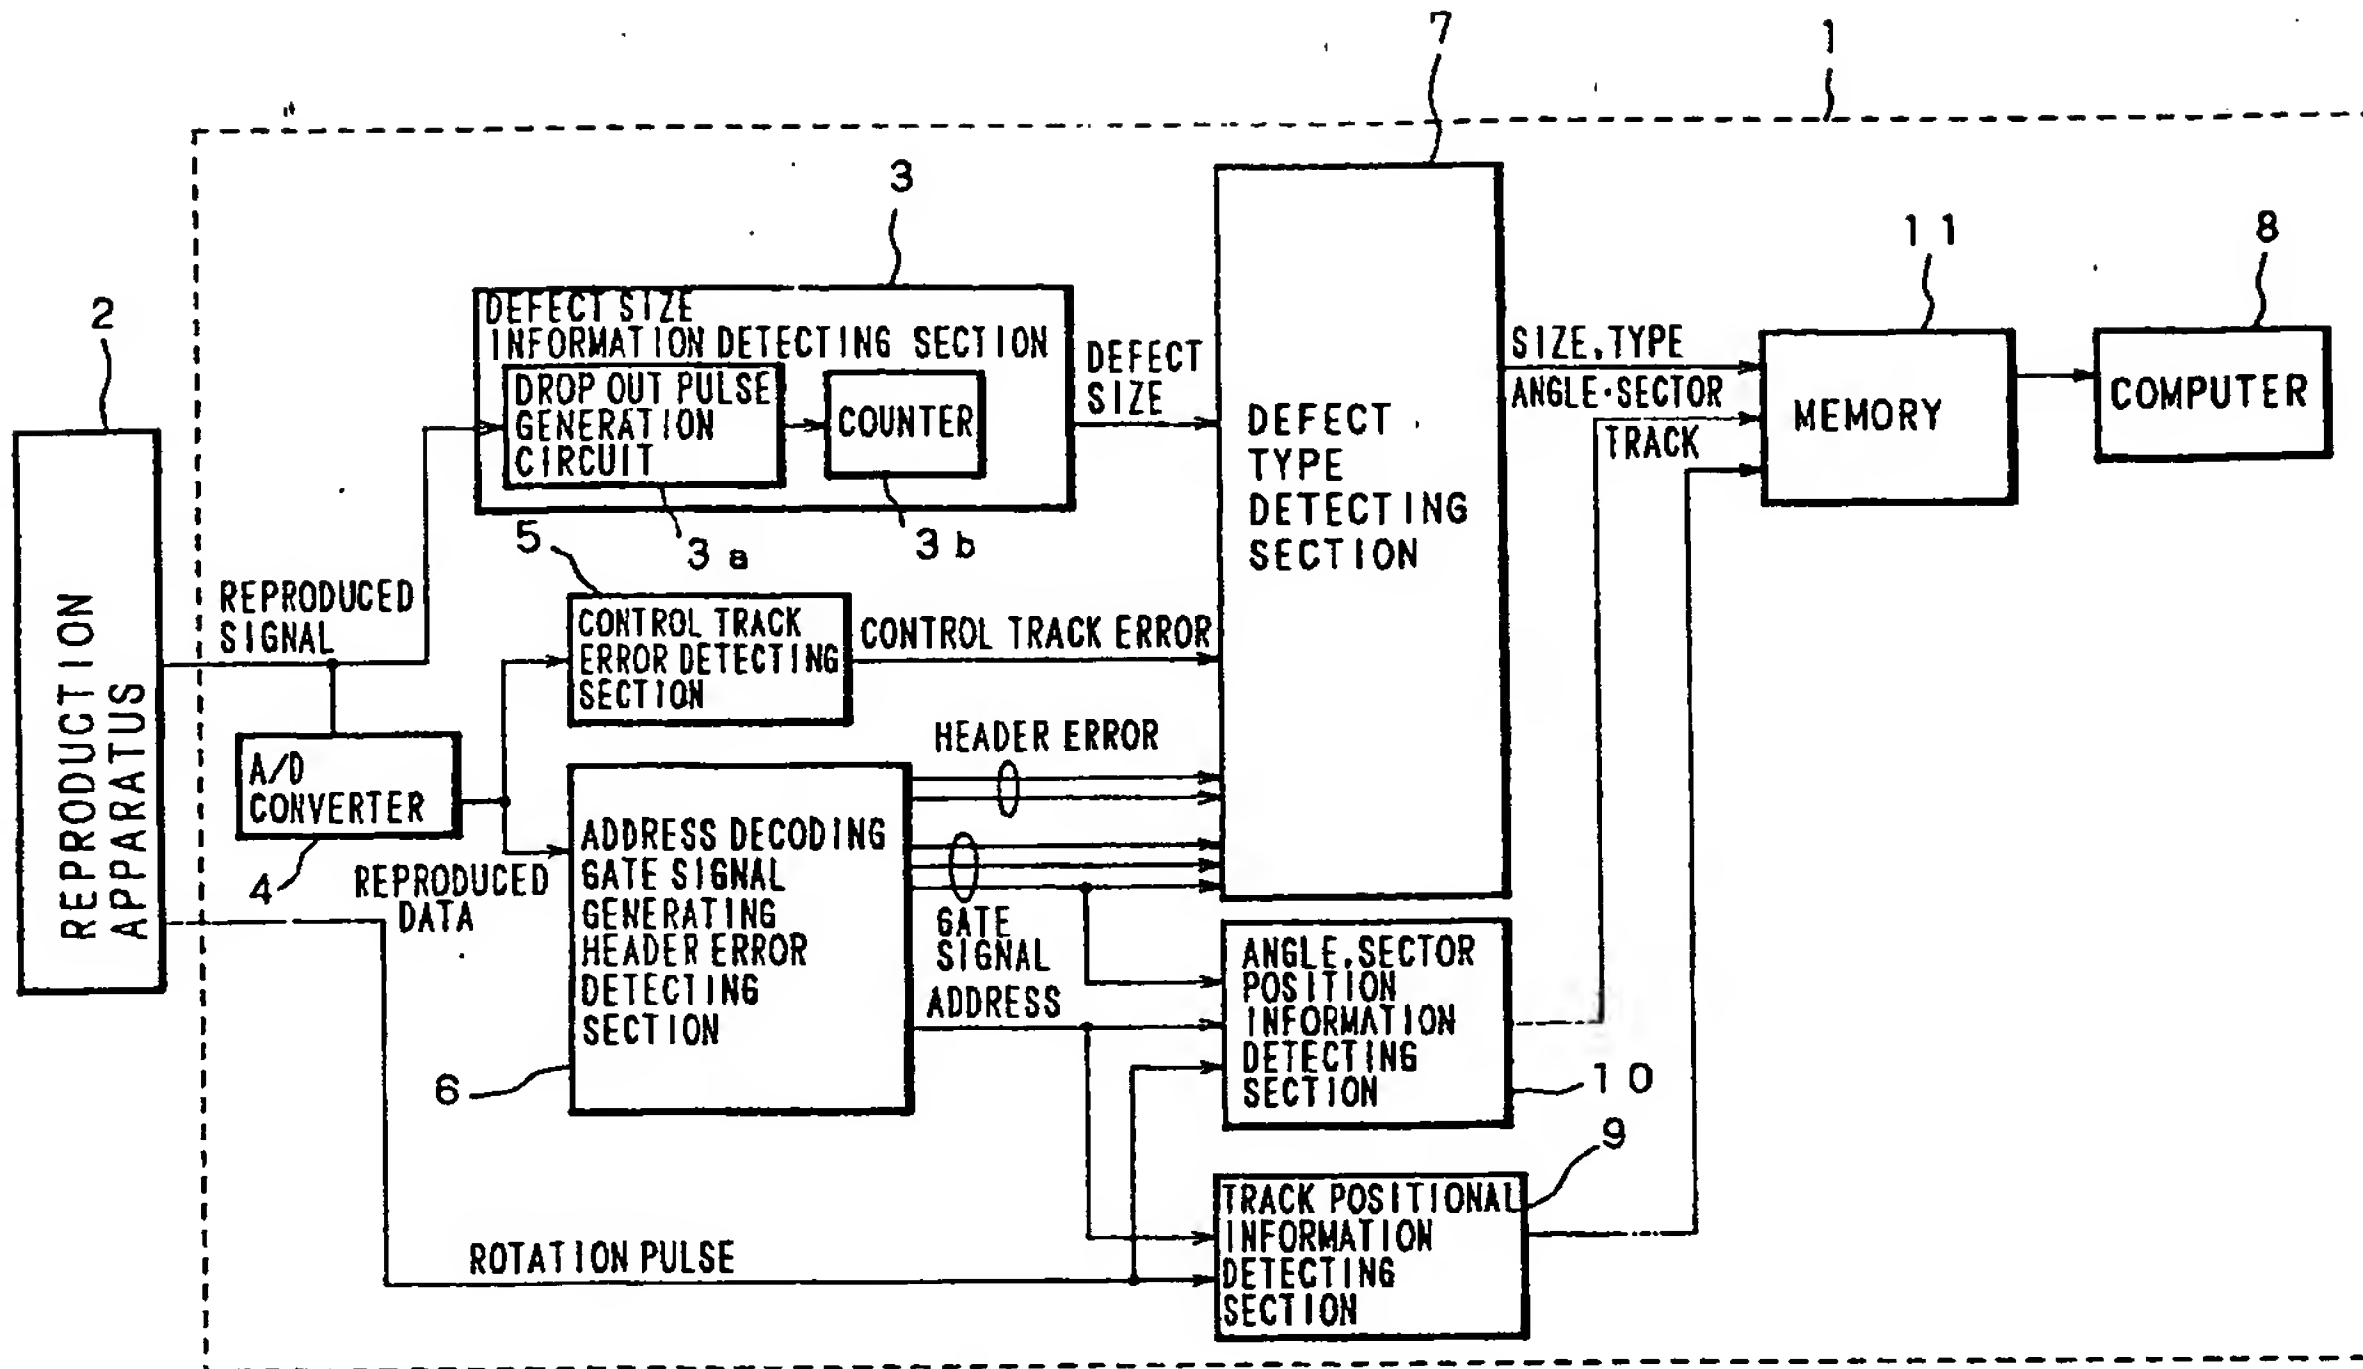 7
1
3
11
8
2
DEFECT SIZE
INFORMATION DETECTING SECTION
DROP OUT PULSE
GENERATION
CIRCUIT
COUNTER
3a
3b
DEFECT
SIZE
DEFECT
TYPE
DETECTING
SECTION
SIZE,TYPE
ANGLE·SECTOR
TRACK
MEMORY
COMPUTER
REPRODUCTION
APPARATUS
REPRODUCED
SIGNAL
5
CONTROL TRACK
ERROR DETECTING
SECTION
CONTROL TRACK ERROR
A/D
CONVERTER
4
REPRODUCED
DATA
HEADER ERROR
ADDRESS DECODING
GATE SIGNAL
GENERATING
HEADER ERROR
DETECTING
SECTION
6
GATE
SIGNAL
ADDRESS
ANGLE,SECTOR
POSITION
INFORMATION
DETECTING
SECTION
10
9
TRACK POSITIONAL
INFORMATION
DETECTING
SECTION
ROTATION PULSE